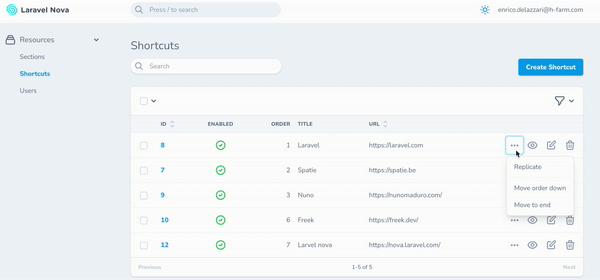 Laravel Nova
Press / to search
enrico.delazzari@h-farm.com
Resources
Sections
Shortcuts
Users
Shortcuts
Search
Create Shortcut
ID ENABLED ORDER TITLE URL
8 1 Laravel https://laravel.com
7 2 Spatie https://spatie.be
9 3 Nuno https://nunomaduro.com/
10 6 Freek https://freek.dev/
12 7 Larvel nova https://nova.laravel.com/
Replicate
Move order down
Move to end
Previous 1-5 of 5 Next